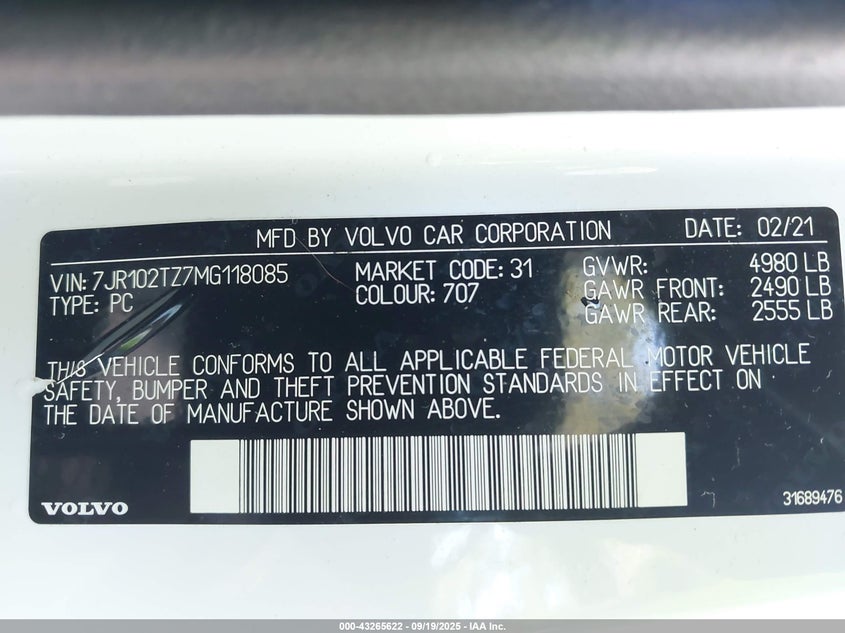 MFD BY VOLVO CAR CORPORATION DATE: 02/21
VIN: 7JR102TZ7MG118085 MARKET CODE: 31 GVWR: 4980 LB
TYPE: PC COLOUR: 707 GAWR FRONT: 2490 LB
GAWR REAR: 2555 LB
THIS VEHICLE CONFORMS TO ALL APPLICABLE FEDERAL MOTOR VEHICLE
SAFETY, BUMPER AND THEFT PREVENTION STANDARDS IN EFFECT ON
THE DATE OF MANUFACTURE SHOWN ABOVE.
VOLVO 31689476
000-43265622 - 09/19/2025 - IAA Inc.